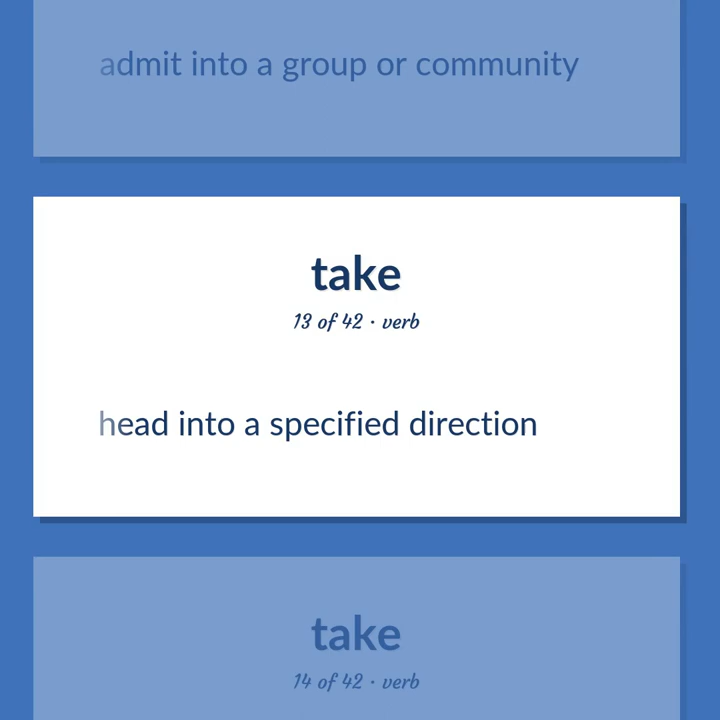 admit into a group or community
take
13 of 42 · verb
head into a specified direction
take
14 of 42 · verb